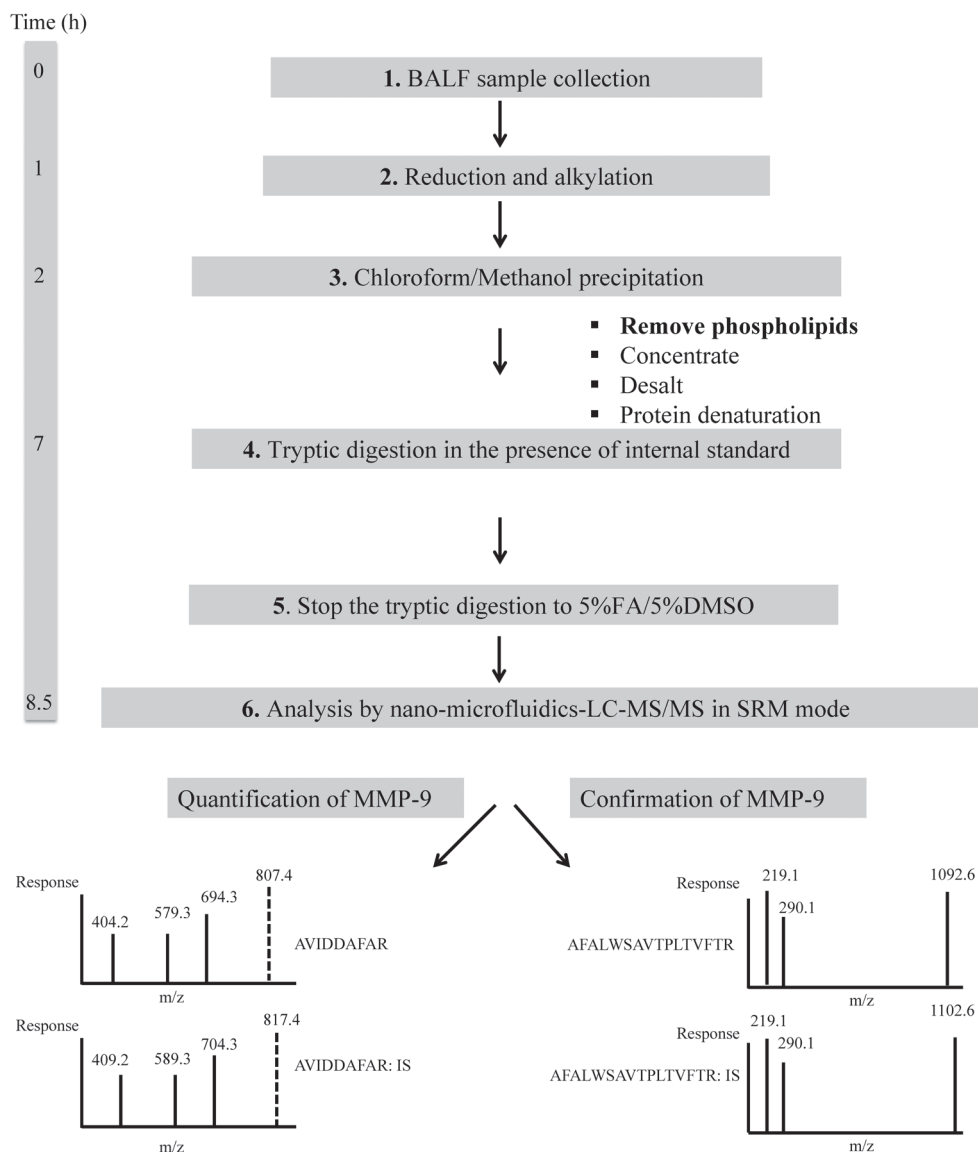 Time (h)
0
1. BALF sample collection
1
2. Reduction and alkylation
2
3. Chloroform/Methanol precipitation
▪ Remove phospholipids
▪ Concentrate
▪ Desalt
▪ Protein denaturation
7
4. Tryptic digestion in the presence of internal standard
5. Stop the tryptic digestion to 5%FA/5%DMSO
8.5
6. Analysis by nano-microfluidics-LC-MS/MS in SRM mode
Quantification of MMP-9
Confirmation of MMP-9
Response
404.2
579.3
694.3
807.4
AVIDDAFAR
m/z
Response
409.2
589.3
704.3
817.4
AVIDDAFAR: IS
m/z
Response
219.1
290.1
1092.6
AFALWSAVTPLTVFTR
m/z
Response
219.1
290.1
1102.6
AFALWSAVTPLTVFTR: IS
m/z